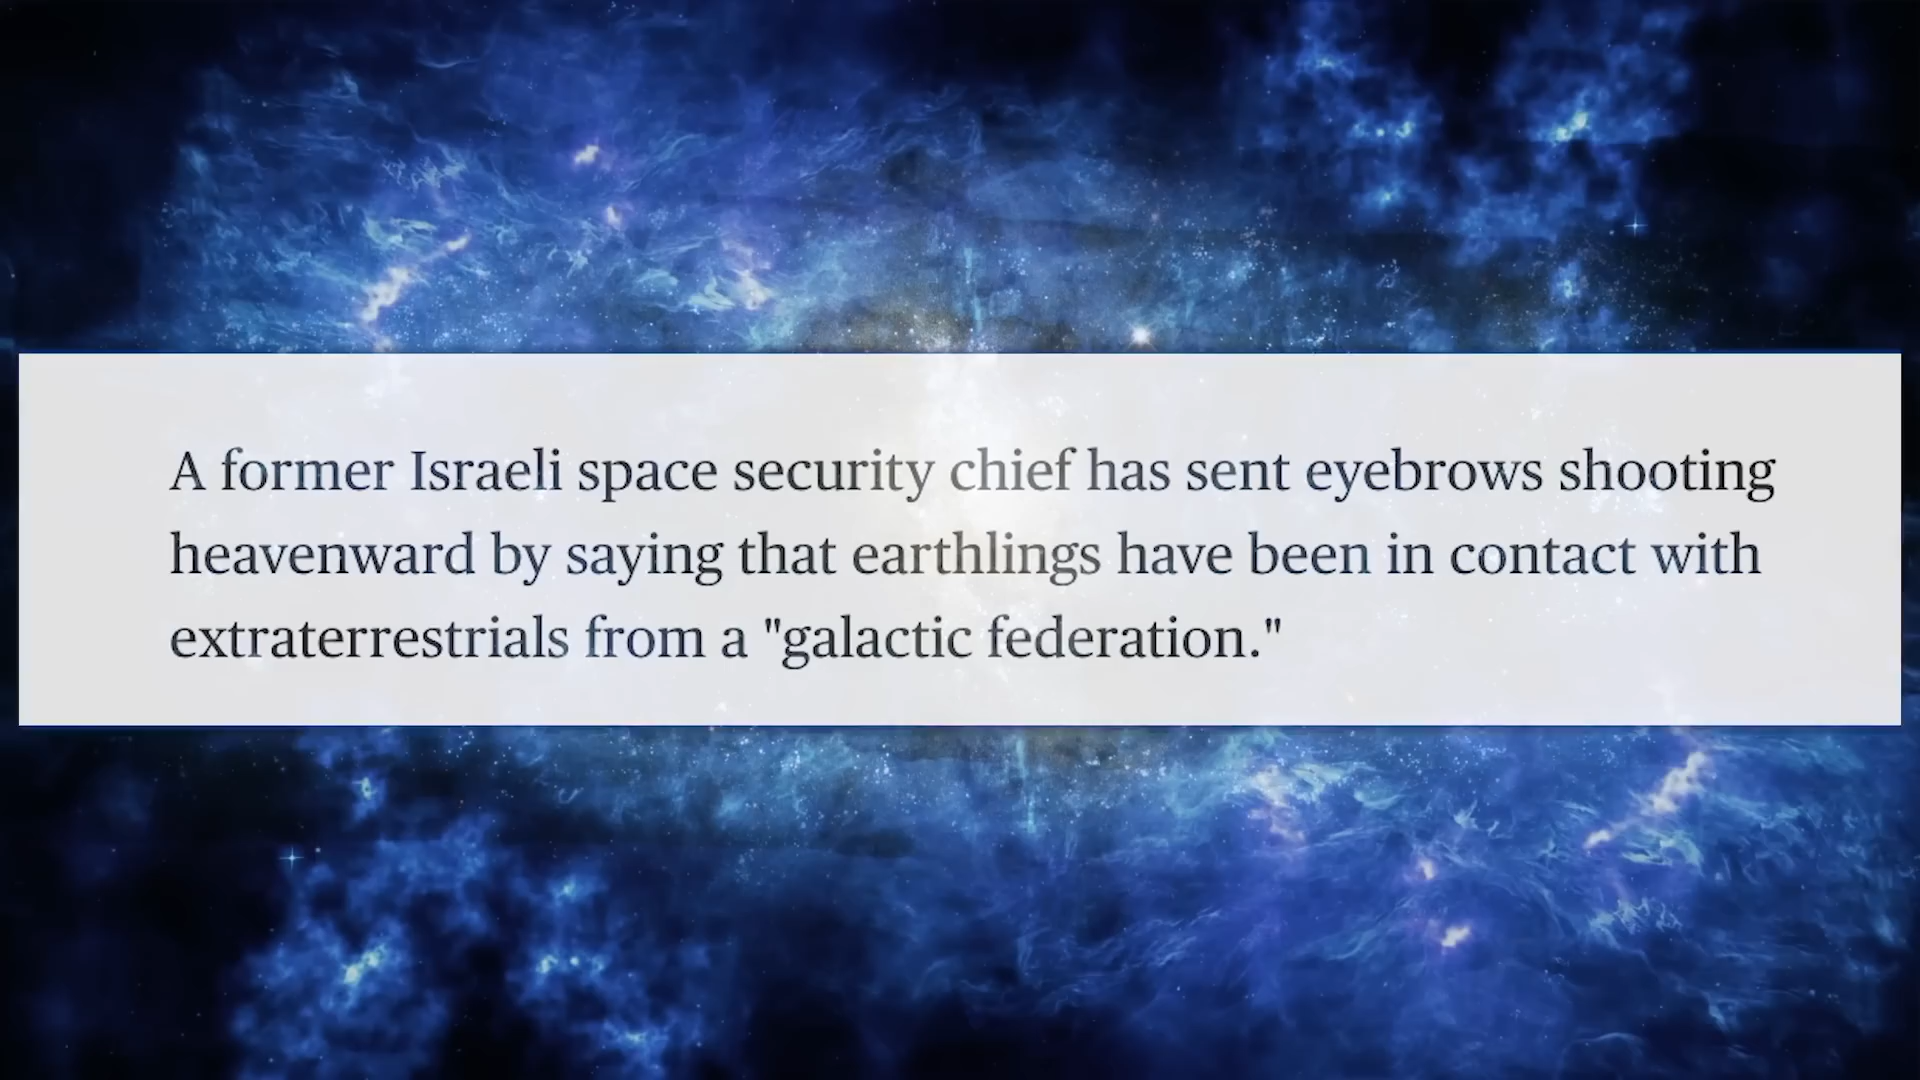 A former Israeli space security chief has sent eyebrows shooting
heavenward by saying that earthlings have been in contact with
extraterrestrials from a "galactic federation."